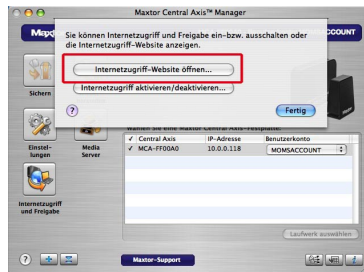 Maxtor Central Axis™ Manager
Sie können Internetzugriff und Freigabe ein-bzw. ausschalten oder
die Internetzugriff-Website anzeigen.
Internetzugriff-Website öffnen...
Internetzugriff aktivieren/deaktivieren...
? Fertig
CCOUNT
Sichern
Wählen Sie eine Maxtor Central Axis-Festplatte:
✓ Central Axis IP-Adresse Benutzerkonto
✓ MCA-FF00A0 10.0.0.118 MOMSACCOUNT
Einstel-
lungen
Media
Server
Internetzugriff
und Freigabe
Laufwerk auswählen
? Maxtor-Support